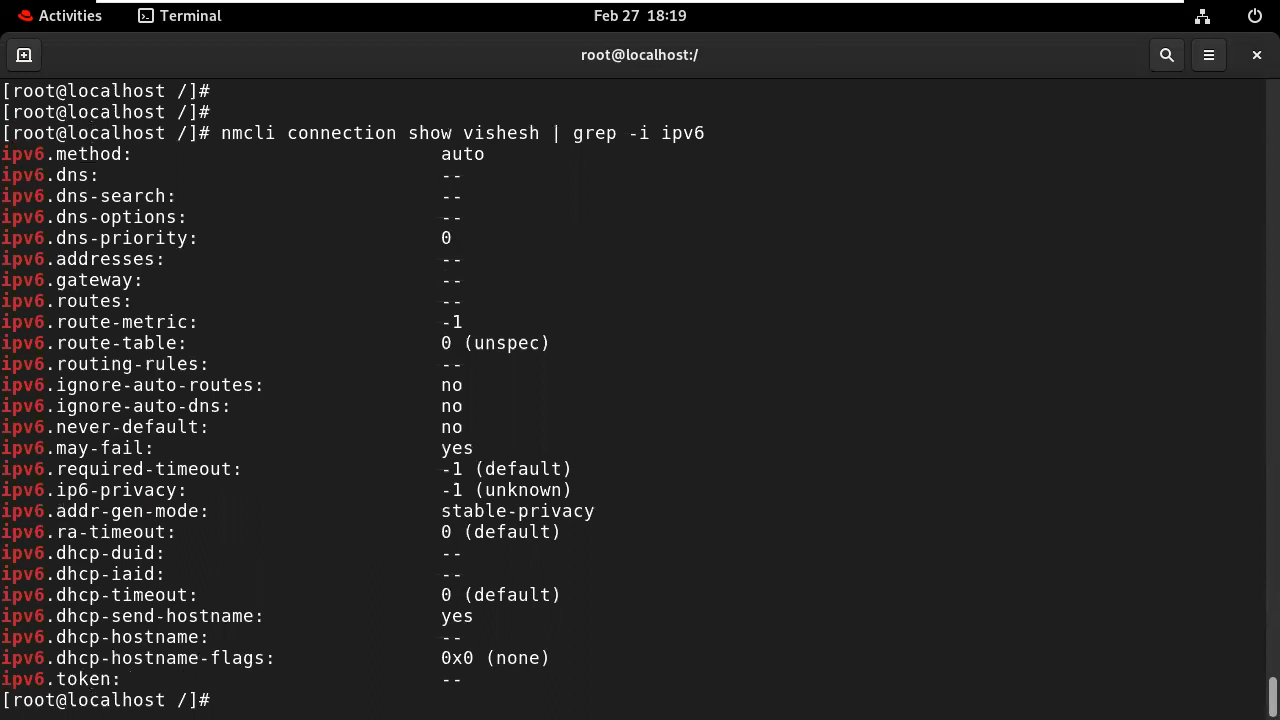 Activities Terminal Feb 27 18:19
root@localhost:/
[root@localhost /]#
[root@localhost /]#
[root@localhost /]# nmcli connection show vishesh | grep -i ipv6
ipv6.method: auto
ipv6.dns: --
ipv6.dns-search: --
ipv6.dns-options: --
ipv6.dns-priority: 0
ipv6.addresses: --
ipv6.gateway: --
ipv6.routes: --
ipv6.route-metric: -1
ipv6.route-table: 0 (unspec)
ipv6.routing-rules: --
ipv6.ignore-auto-routes: no
ipv6.ignore-auto-dns: no
ipv6.never-default: no
ipv6.may-fail: yes
ipv6.required-timeout: -1 (default)
ipv6.ip6-privacy: -1 (unknown)
ipv6.addr-gen-mode: stable-privacy
ipv6.ra-timeout: 0 (default)
ipv6.dhcp-duid: --
ipv6.dhcp-iaid: --
ipv6.dhcp-timeout: 0 (default)
ipv6.dhcp-send-hostname: yes
ipv6.dhcp-hostname: --
ipv6.dhcp-hostname-flags: 0x0 (none)
ipv6.token: --
[root@localhost /]#